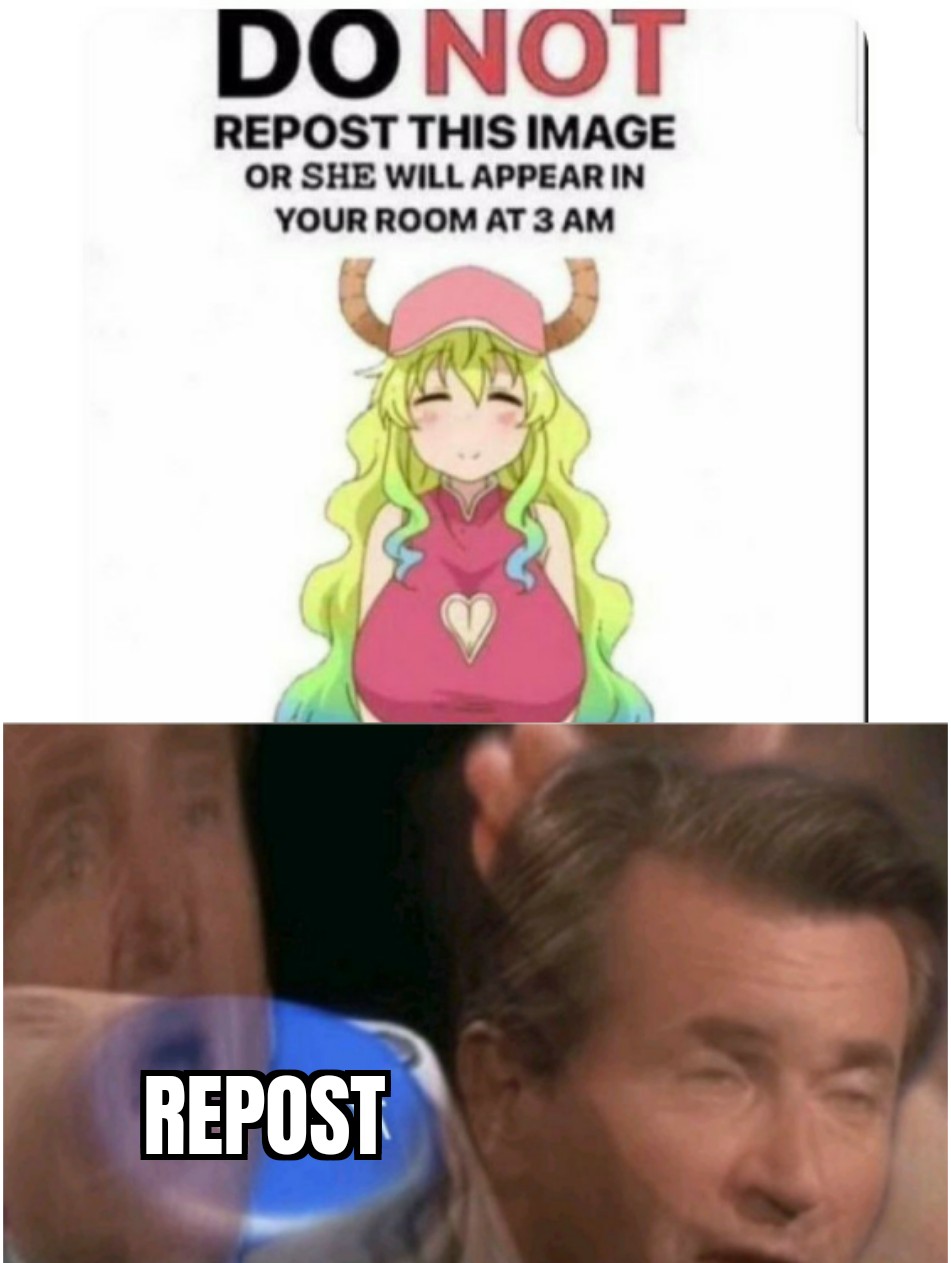 DO NOT
REPOST THIS IMAGE
OR SHE WILL APPEAR IN
YOUR ROOM AT 3 AM
REPOST